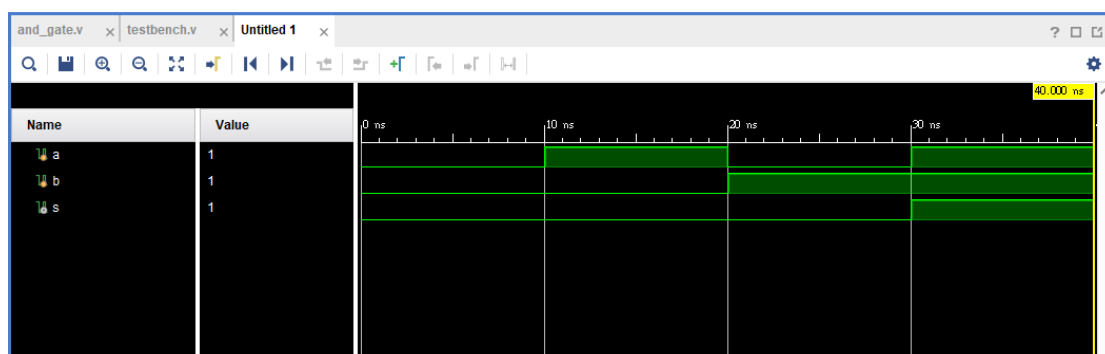 and_gate.v × testbench.v × Untitled 1 ×
40.000 ns
Name Value
0 ns 10 ns 20 ns 30 ns
a 1
b 1
s 1